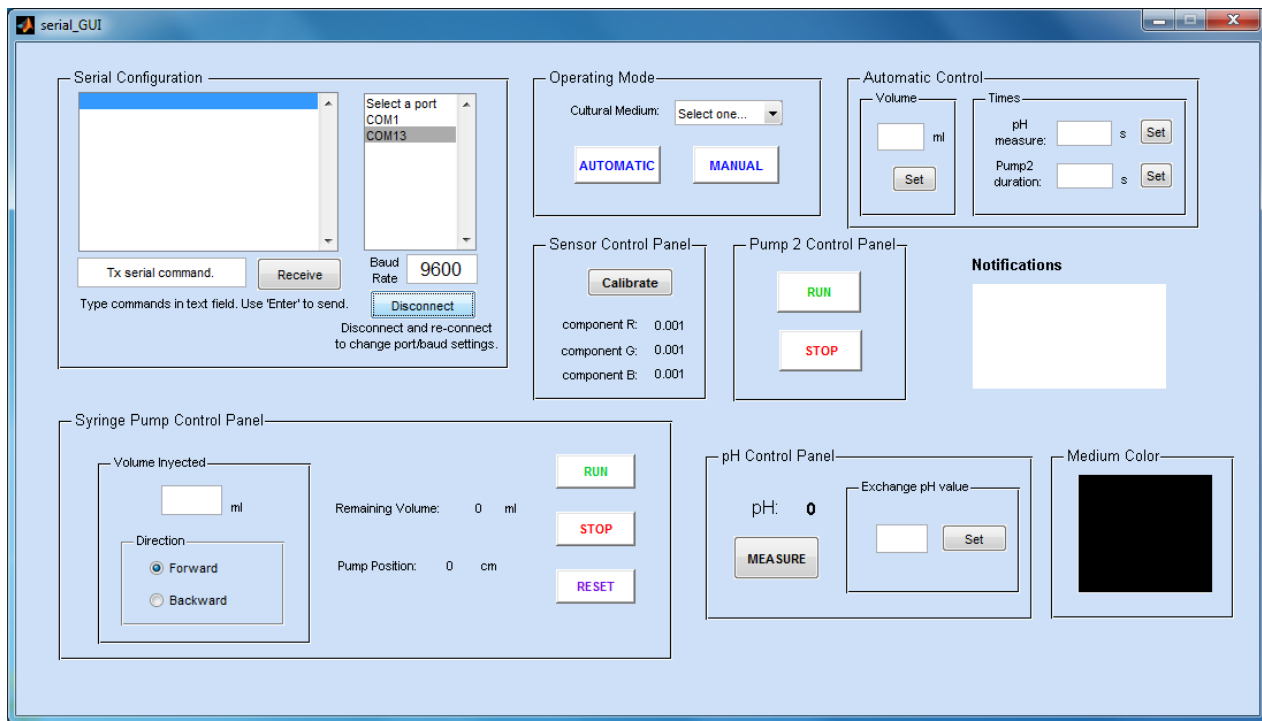 serial_GUI
Serial Configuration
Select a port
COM1
COM13
Tx serial command.
Receive
Baud
Rate
9600
Type commands in text field. Use 'Enter' to send.
Disconnect
Disconnect and re-connect
to change port/baud settings.
Operating Mode
Cultural Medium:
Select one...
AUTOMATIC
MANUAL
Automatic Control
Volume
ml
Set
Times
pH
measure:
s
Set
Pump2
duration:
s
Set
Sensor Control Panel
Calibrate
component R: 0.001
component G: 0.001
component B: 0.001
Pump 2 Control Panel
RUN
STOP
Notifications
Syringe Pump Control Panel
Volume Inyected
ml
Direction
Forward
Backward
Remaining Volume: 0 ml
Pump Position: 0 cm
RUN
STOP
RESET
pH Control Panel
pH: 0
MEASURE
Exchange pH value
Set
Medium Color